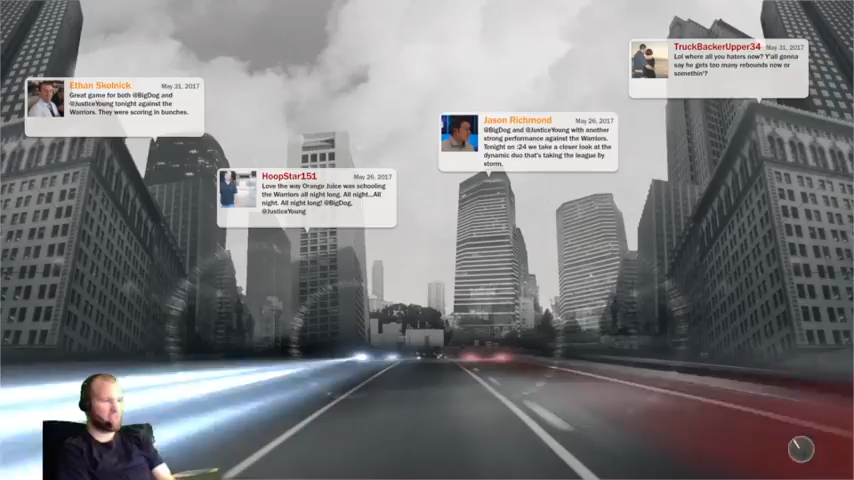 Ethan Skolnick May 31, 2017
Great game for both @BigDog and
@JusticeYoung tonight against the
Warriors. They were scoring in bunches.
HoopStar151 May 26, 2017
Love the way Orange Juice was schooling
the Warriors all night long. All night...All
night. All night long! @BigDog,
@JusticeYoung
Jason Richmond May 26, 2017
@BigDog and @JusticeYoung with another
strong performance against the Warriors.
Tonight on :24 we take a closer look at the
dynamic duo that's taking the league by
storm.
TruckBackerUpper34 May 31, 2017
Lol where all you haters now? Y'all gonna
say he gets too many rebounds now or
somethin'?